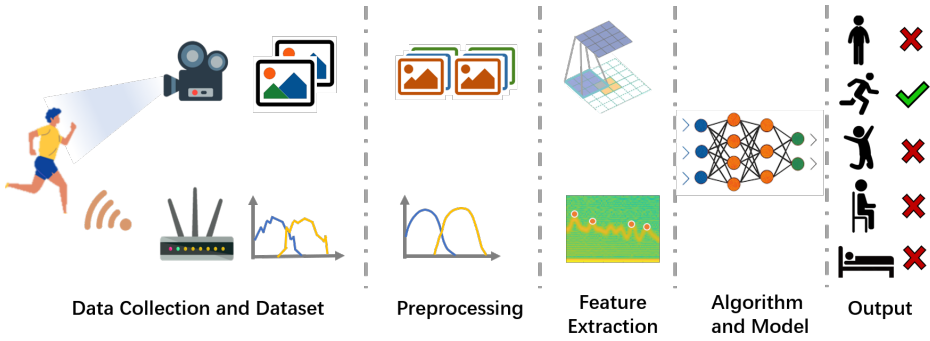 Data Collection and Dataset
Preprocessing
Feature
Extraction
Algorithm
and Model
Output